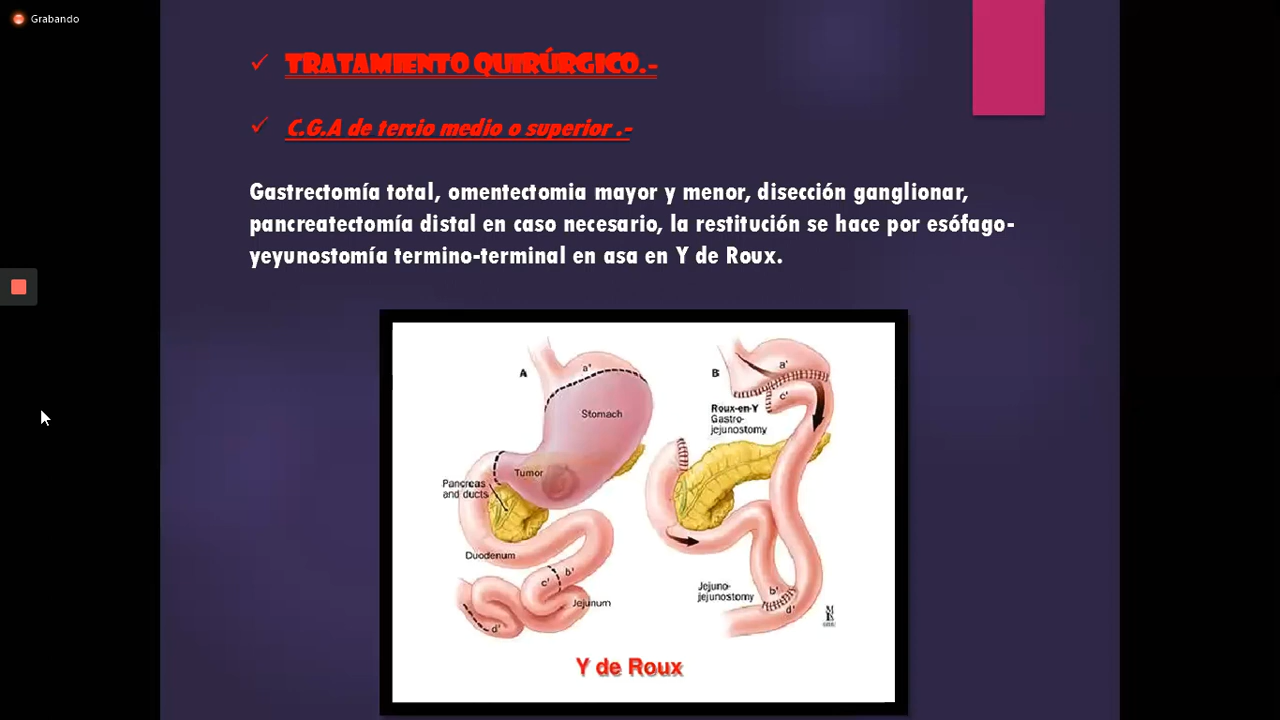 Grabando
TRATAMIENTO QUIRÚRGICO.-
C.G.A de tercio medio o superior .-
Gastrectomía total, omentectomia mayor y menor, disección ganglionar,
pancreatectomía distal en caso necesario, la restitución se hace por esófago-
yeyunostomía termino-terminal en asa en Y de Roux.
A
a'
Stomach
Tumor
Pancreas
and ducts
Duodenum
c' b'
Jejunum
d'
B
a'
c'
Roux-en-Y
Gastro-
jejunostomy
Jejuno-
jejunostomy
b'
d'
Y de Roux